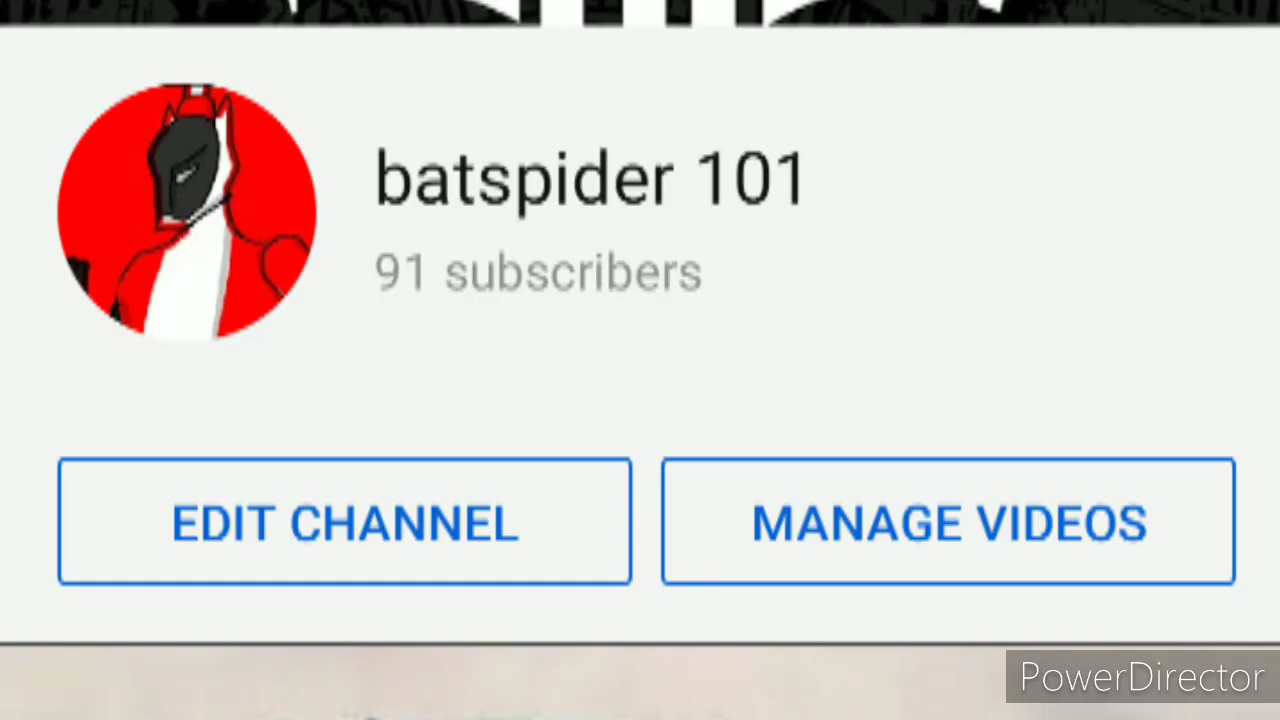 batspider 101
91 subscribers
EDIT CHANNEL
MANAGE VIDEOS
PowerDirector